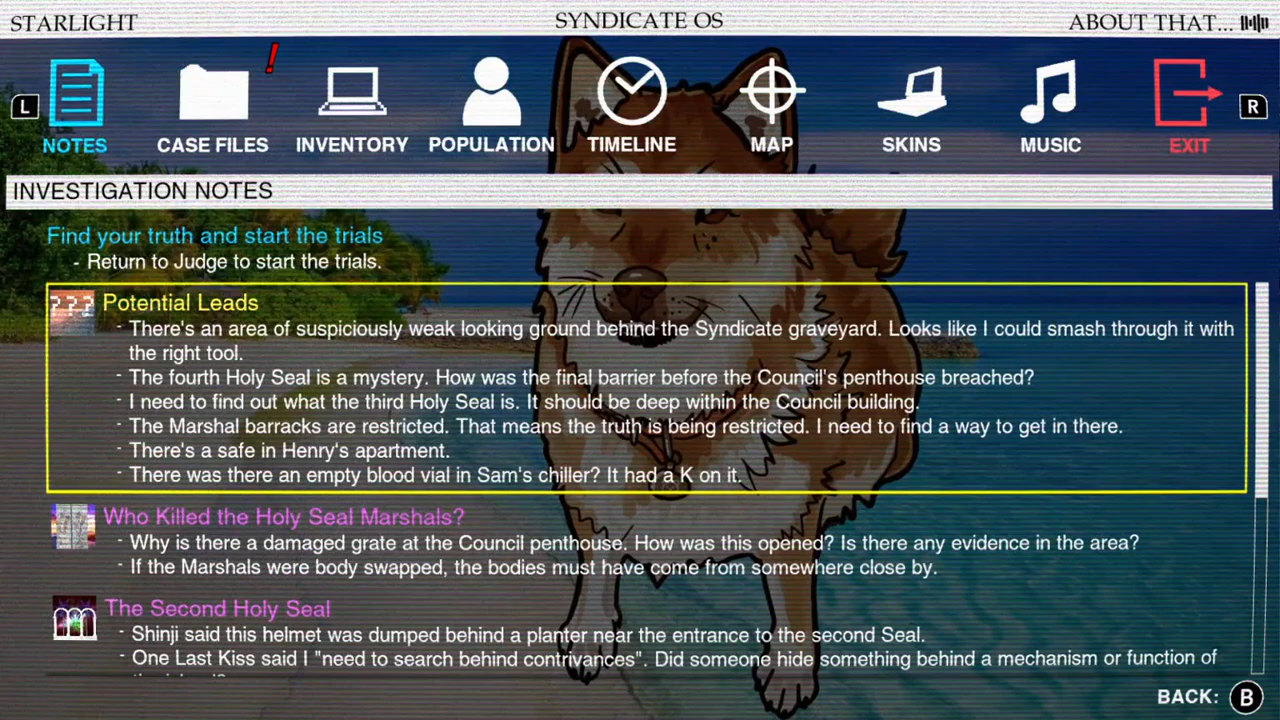 STARLIGHT
SYNDICATE OS
ABOUT THAT...
L
NOTES
CASE FILES
!
INVENTORY
POPULATION
TIMELINE
MAP
SKINS
MUSIC
EXIT
R
INVESTIGATION NOTES
Find your truth and start the trials
- Return to Judge to start the trials.
???
Potential Leads
- There's an area of suspiciously weak looking ground behind the Syndicate graveyard. Looks like I could smash through it with
the right tool.
- The fourth Holy Seal is a mystery. How was the final barrier before the Council's penthouse breached?
- I need to find out what the third Holy Seal is. It should be deep within the Council building.
- The Marshal barracks are restricted. That means the truth is being restricted. I need to find a way to get in there.
- There's a safe in Henry's apartment.
- There was there an empty blood vial in Sam's chiller? It had a K on it.
Who Killed the Holy Seal Marshals?
- Why is there a damaged grate at the Council penthouse. How was this opened? Is there any evidence in the area?
- If the Marshals were body swapped, the bodies must have come from somewhere close by.
The Second Holy Seal
- Shinji said this helmet was dumped behind a planter near the entrance to the second Seal.
- One Last Kiss said I "need to search behind contrivances". Did someone hide something behind a mechanism or function of
BACK: B